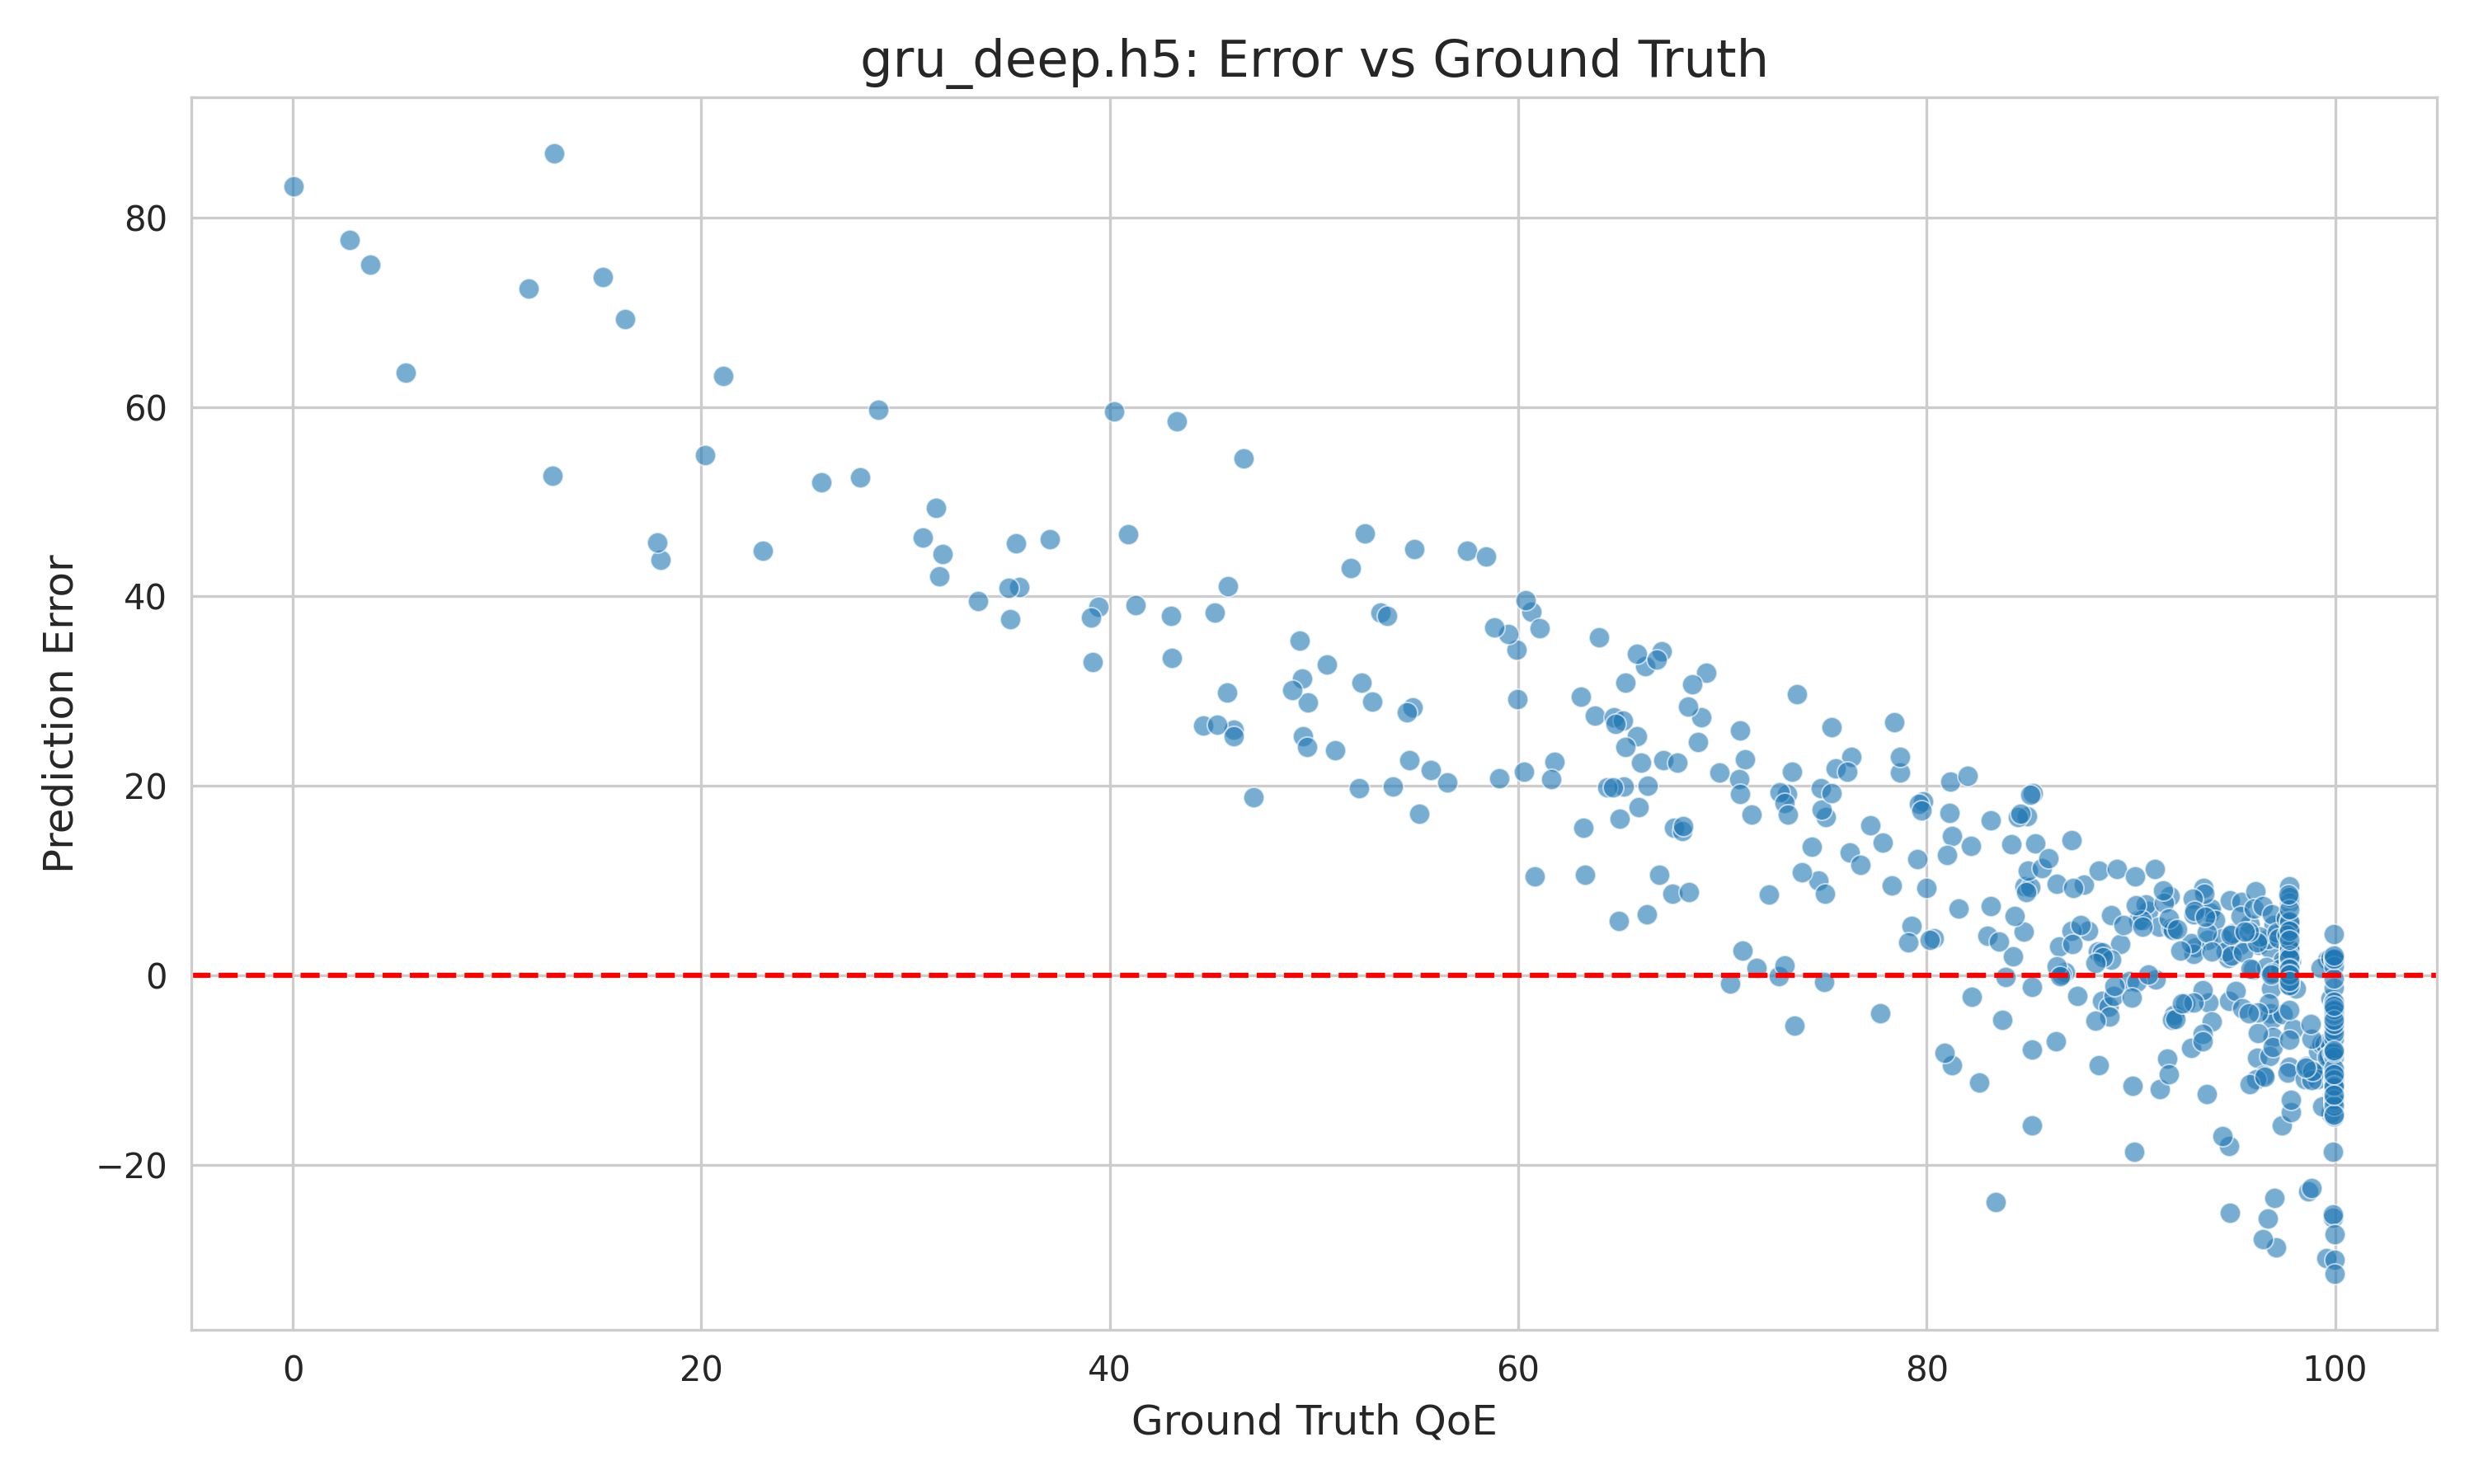 gru_deep.h5: Error vs Ground Truth
Prediction Error
80
60
40
20
0
−20
0 20 40 60 80 100
Ground Truth QoE